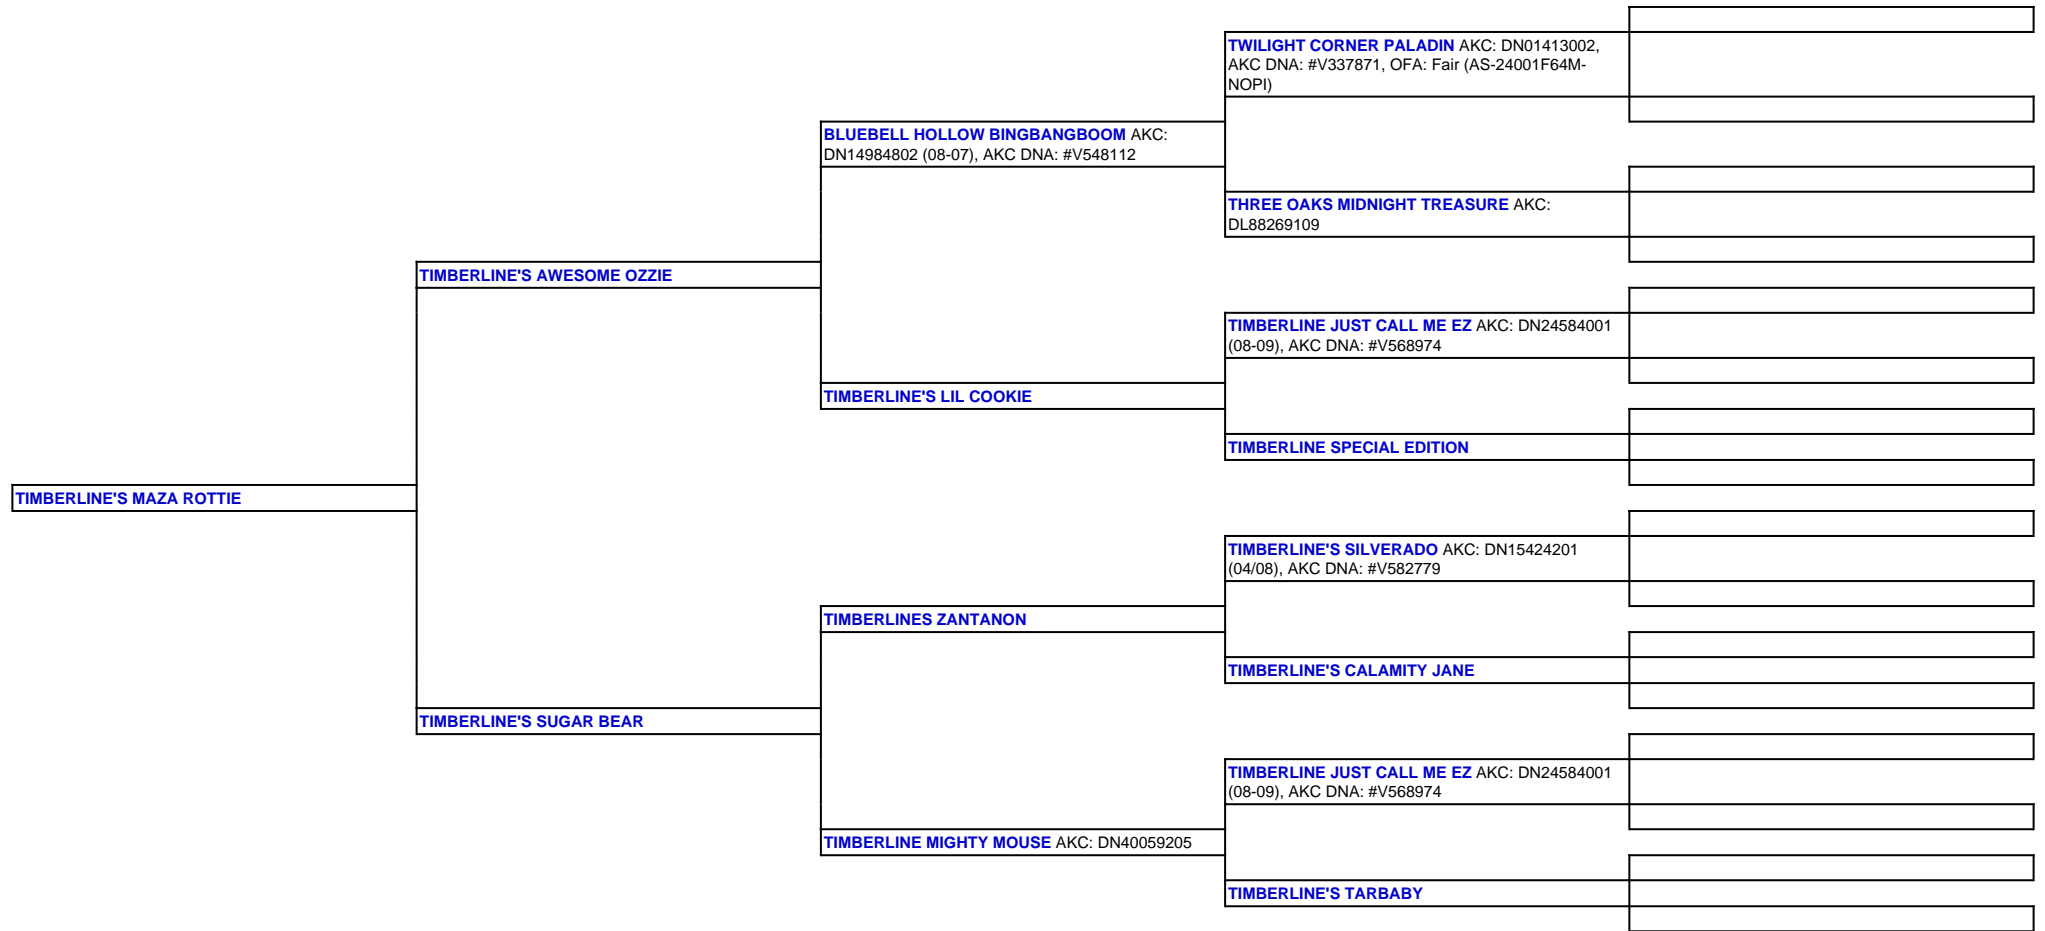 TWILIGHT CORNER PALADIN AKC: DN01413002,
AKC DNA: #V337871, OFA: Fair (AS-24001F64M-
NOPI)
BLUEBELL HOLLOW BINGBANGBOOM AKC:
DN14984802 (08-07), AKC DNA: #V548112
THREE OAKS MIDNIGHT TREASURE AKC:
DL88269109
TIMBERLINE'S AWESOME OZZIE
TIMBERLINE JUST CALL ME EZ AKC: DN24584001
(08-09), AKC DNA: #V568974
TIMBERLINE'S LIL COOKIE
TIMBERLINE SPECIAL EDITION
TIMBERLINE'S MAZA ROTTIE
TIMBERLINE'S SILVERADO AKC: DN15424201
(04/08), AKC DNA: #V582779
TIMBERLINES ZANTANON
TIMBERLINE'S CALAMITY JANE
TIMBERLINE'S SUGAR BEAR
TIMBERLINE JUST CALL ME EZ AKC: DN24584001
(08-09), AKC DNA: #V568974
TIMBERLINE MIGHTY MOUSE AKC: DN40059205
TIMBERLINE'S TARBABY